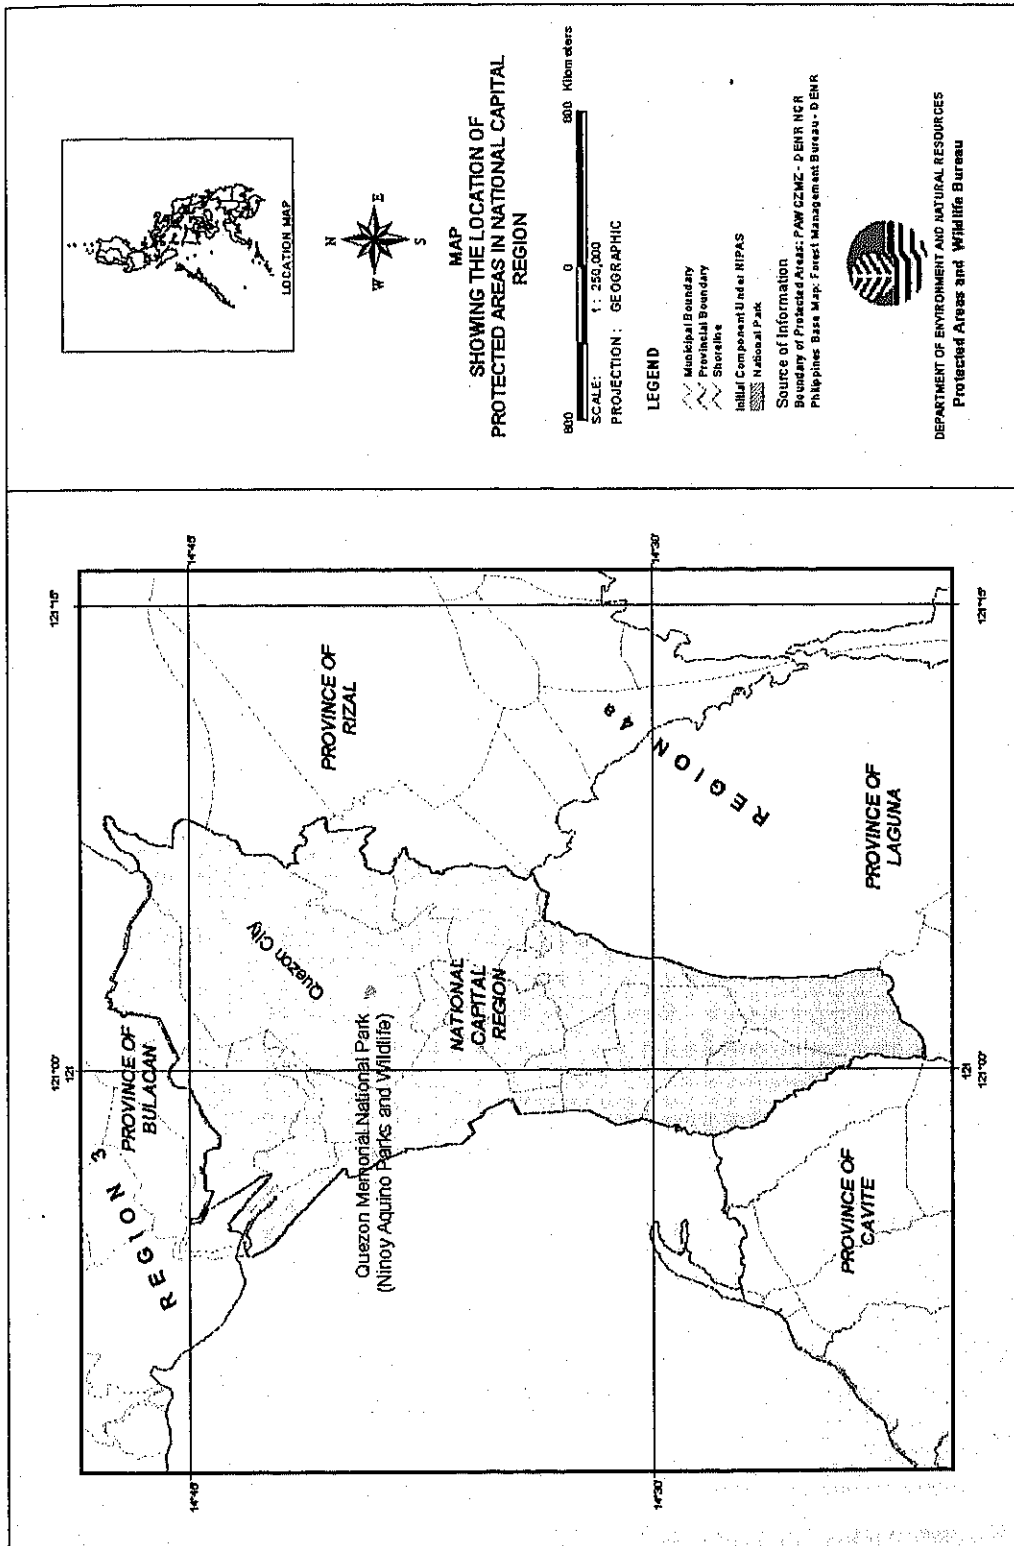 121°00'
121°15'
121
14°45'
14°45'
REGION 3
PROVINCE OF
BULACAN
Quezon City
PROVINCE OF
RIZAL
Quezon Memorial National Park
(Ninoy Aquino Parks and Wildlife)
NATIONAL
CAPITAL
REGION
REGION 4B
14°30'
14°30'
PROVINCE OF
CAVITE
PROVINCE OF
LAGUNA
121
121°00'
121°15'
LOCATION MAP
N
W
E
S
MAP
SHOWING THE LOCATION OF
PROTECTED AREAS IN NATIONAL CAPITAL
REGION
800 0 800 Kilometers
SCALE: 1: 250,000
PROJECTION: GEOGRAPHIC
LEGEND
Municipal Boundary
Provincial Boundary
Shoreline
Initial Component Under NIPAS
National Park
Source of Information
Boundary of Protected Areas: PAWCZMZ - DENR NCR
Philippines Base Map: Forest Management Bureau - DENR
DEPARTMENT OF ENVIRONMENT AND NATURAL RESOURCES
Protected Areas and Wildlife Bureau